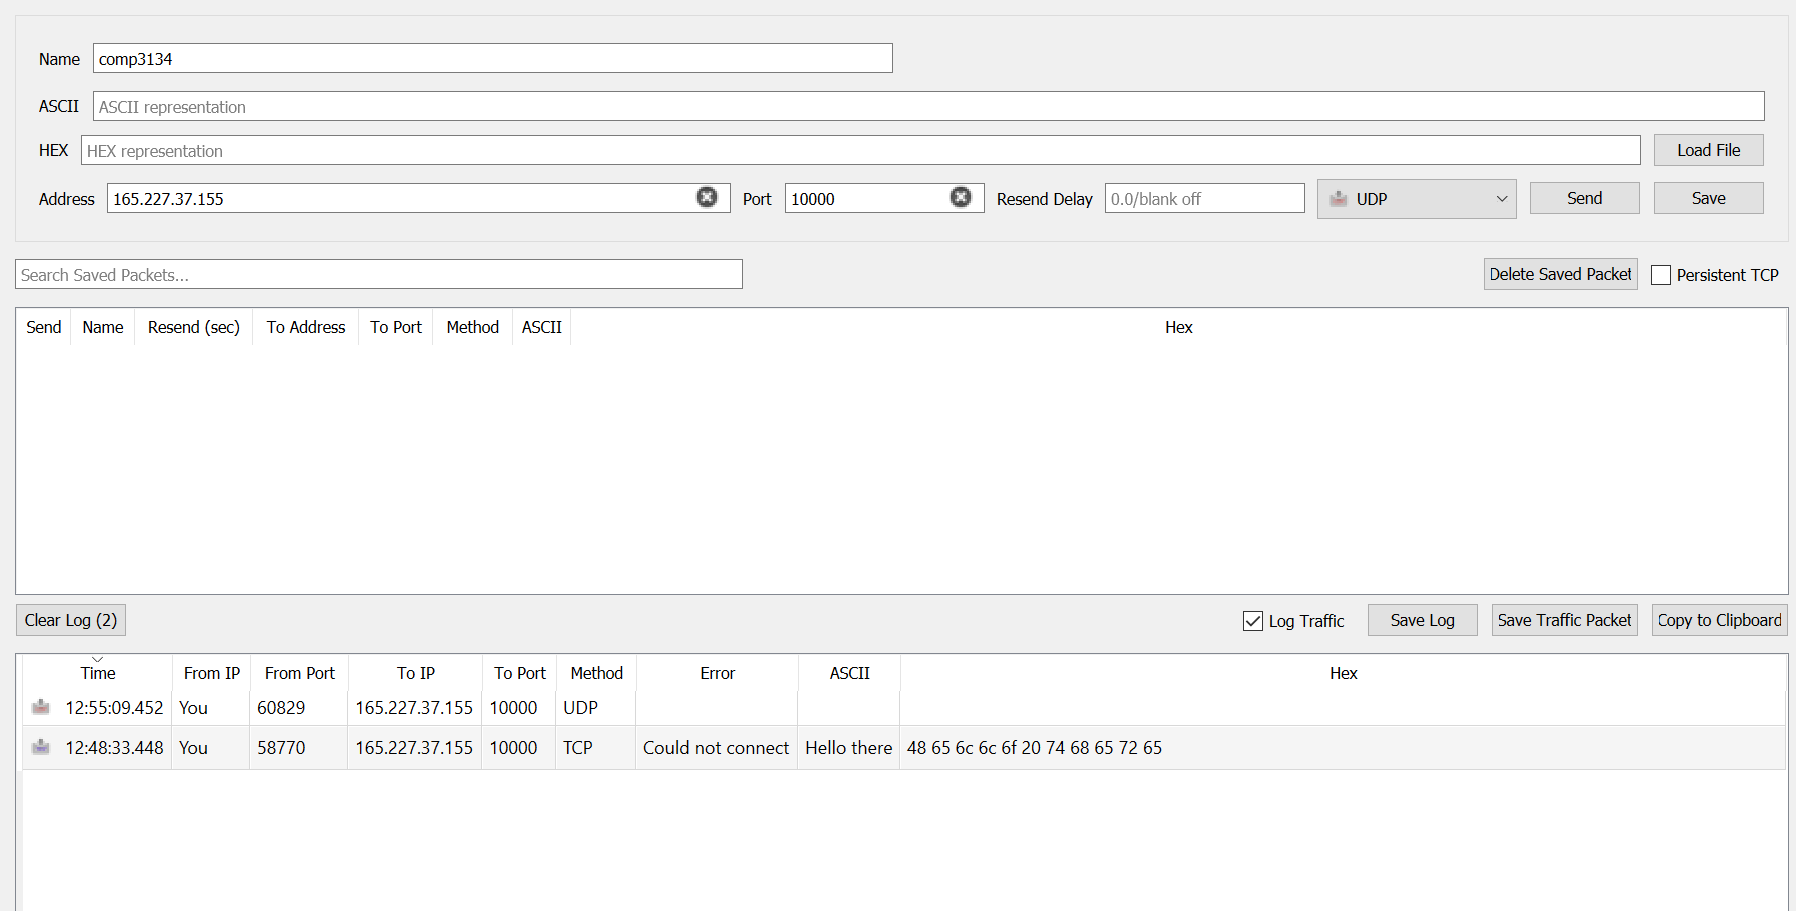 Name comp3134
ASCII ASCII representation
HEX HEX representation Load File
Address 165.227.37.155 Port 10000 Resend Delay 0.0/blank off UDP Send Save
Search Saved Packets... Delete Saved Packet Persistent TCP
Send Name Resend (sec) To Address To Port Method ASCII Hex
Clear Log (2) Log Traffic Save Log Save Traffic Packet Copy to Clipboard
Time From IP From Port To IP To Port Method Error ASCII Hex
12:55:09.452 You 60829 165.227.37.155 10000 UDP
12:48:33.448 You 58770 165.227.37.155 10000 TCP Could not connect Hello there 48 65 6c 6c 6f 20 74 68 65 72 65